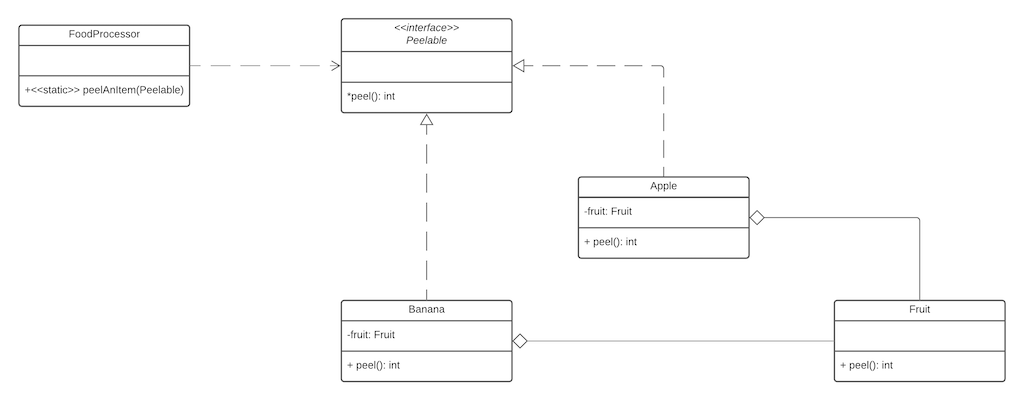 FoodProcessor
+<<static>> peelAnItem(Peelable)
<<interface>>
Peelable
*peel(): int
Apple
-fruit: Fruit
+ peel(): int
Banana
-fruit: Fruit
+ peel(): int
Fruit
+ peel(): int